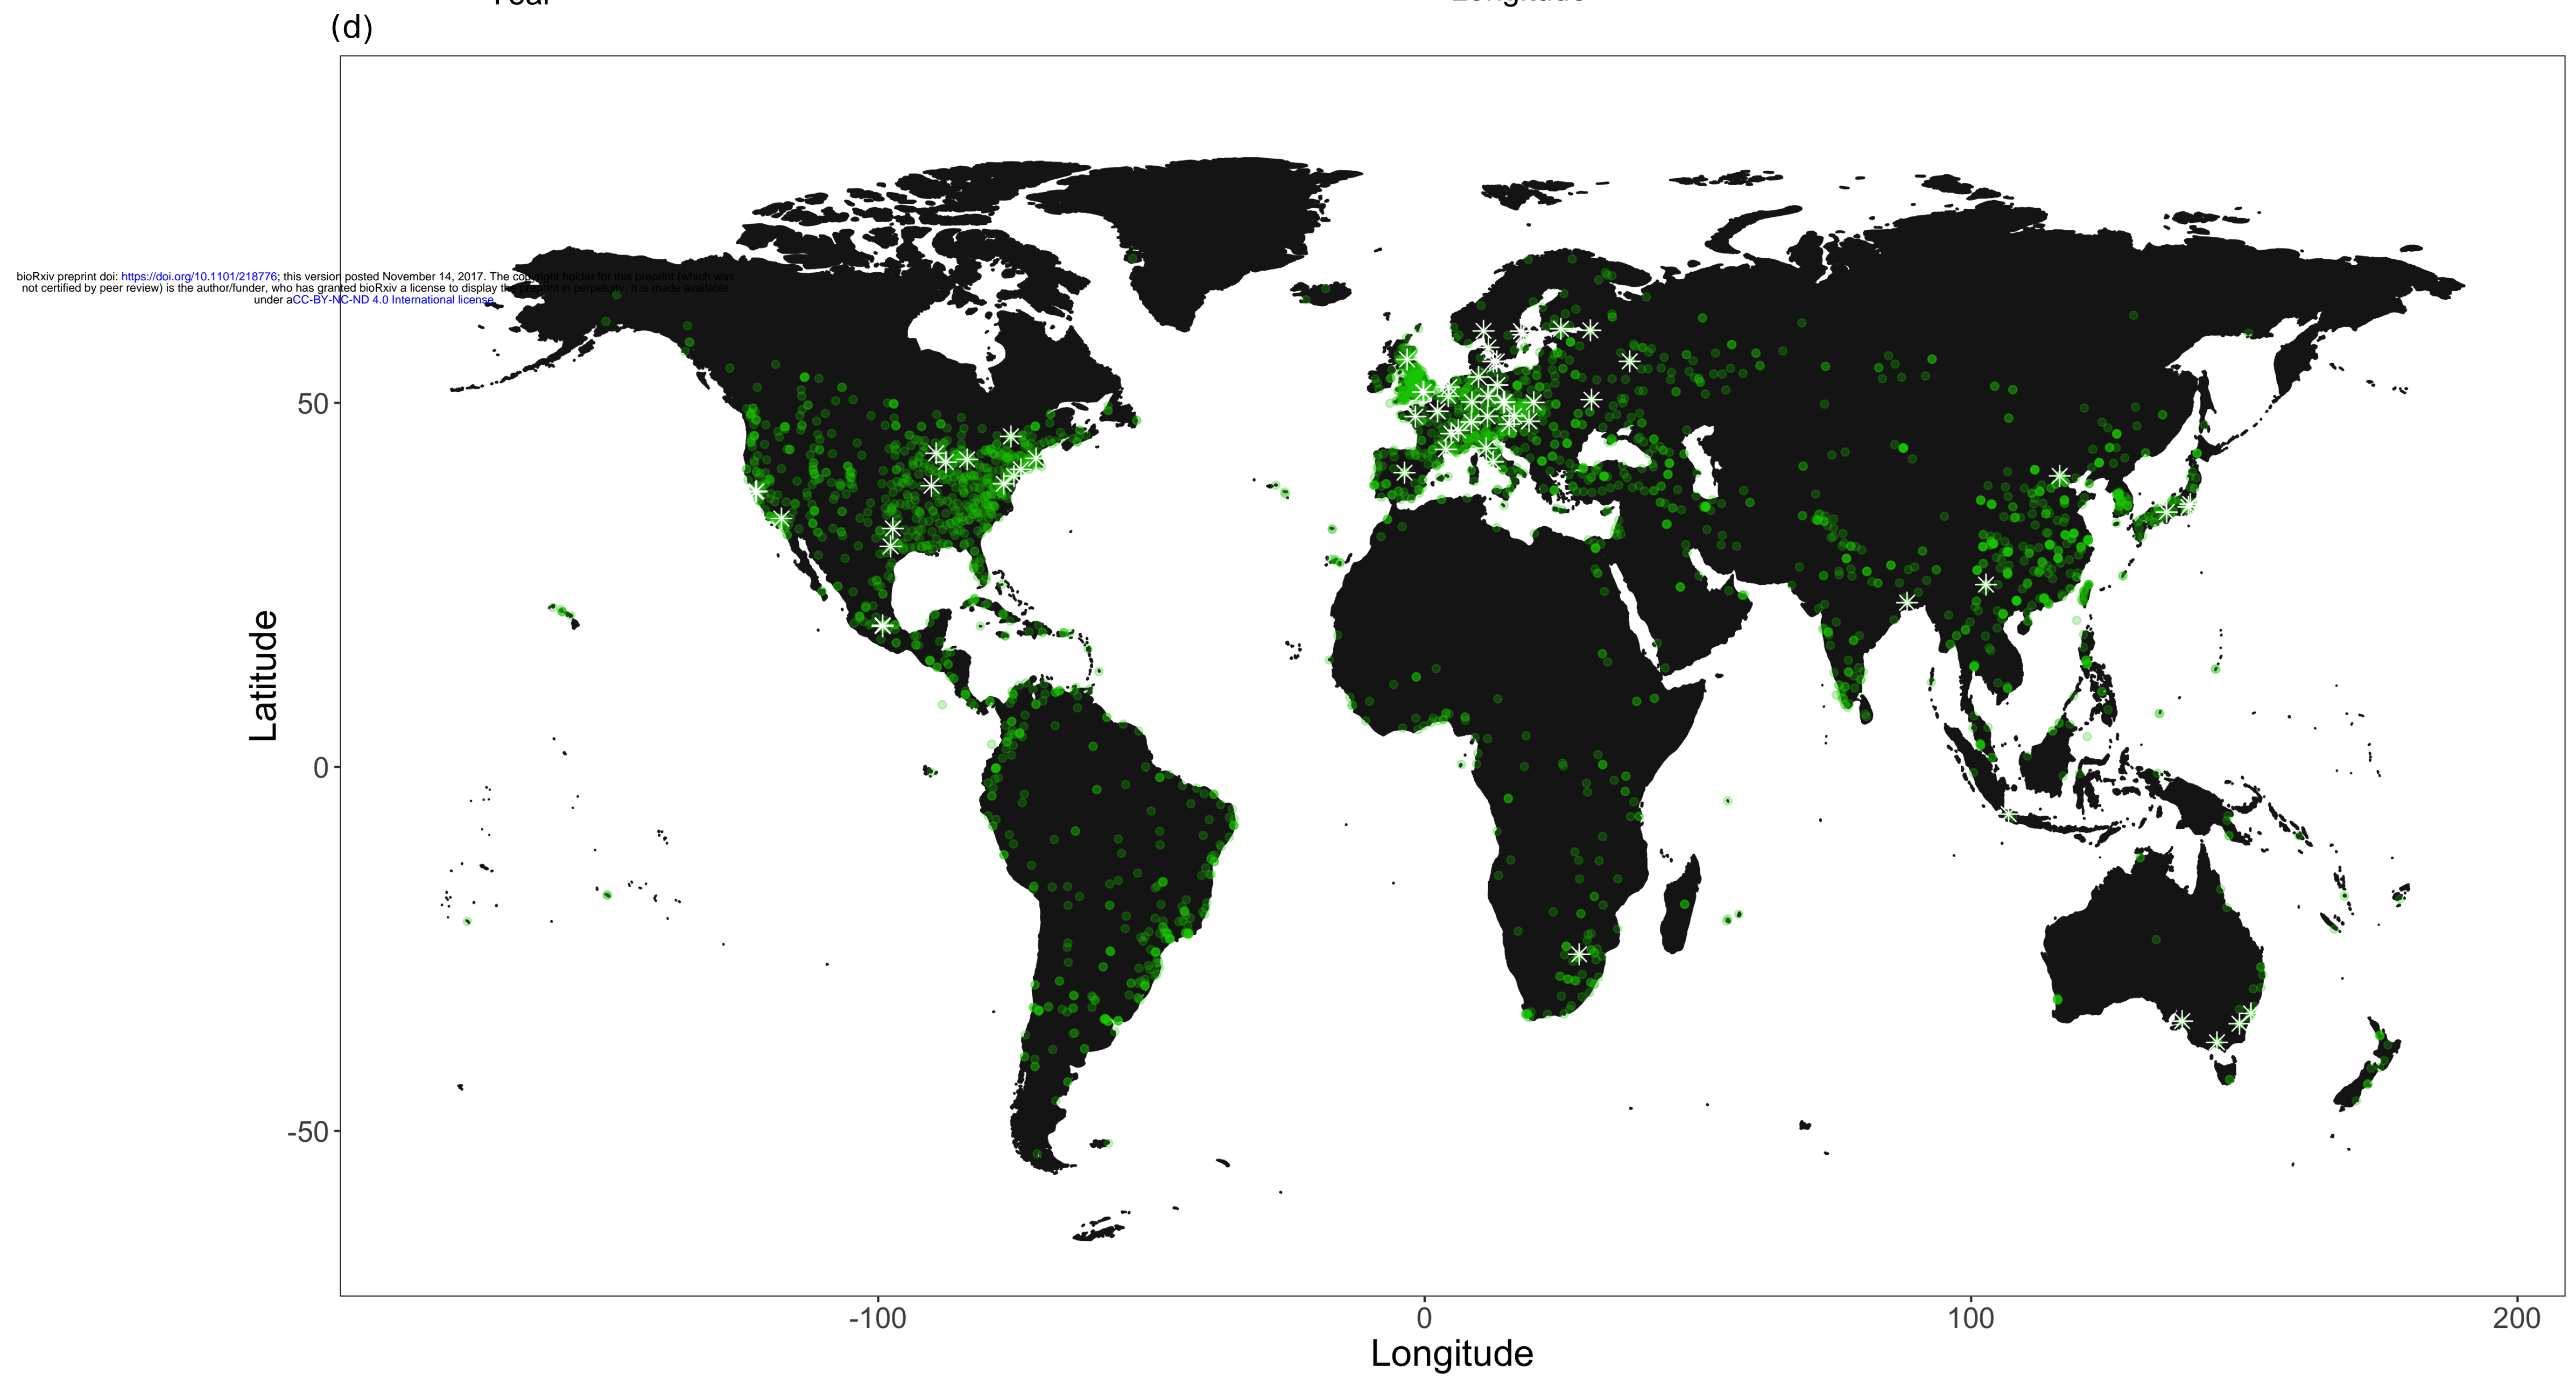 (d)
bioRxiv preprint doi: https://doi.org/10.1101/218776; this version posted November 14, 2017. The copyright holder for this preprint (which was
not certified by peer review) is the author/funder, who has granted bioRxiv a license to display the preprint in perpetuity. It is made available
under aCC-BY-NC-ND 4.0 International license.
50
0
-50
Latitude
-100
0
100
200
Longitude